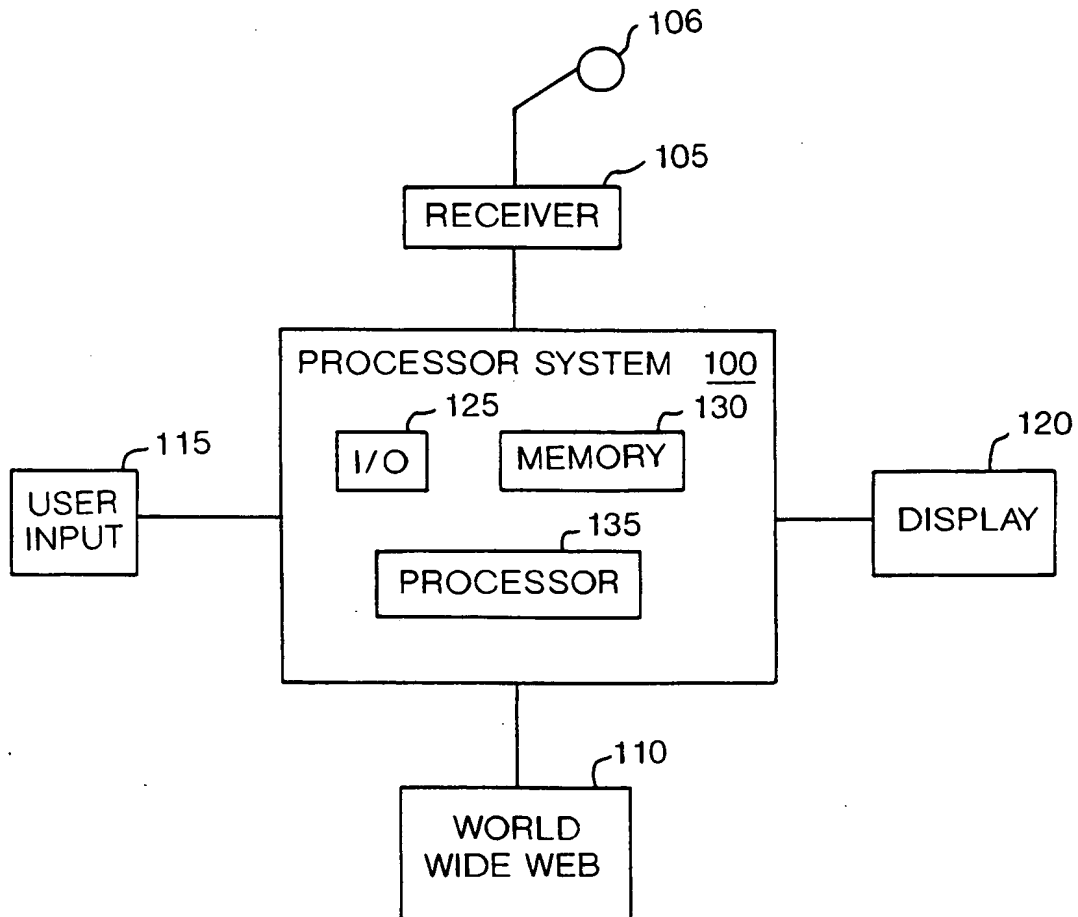 106
105
RECEIVER
PROCESSOR SYSTEM 100
125
130
I/O
MEMORY
115
USER
INPUT
120
DISPLAY
135
PROCESSOR
110
WORLD
WIDE WEB